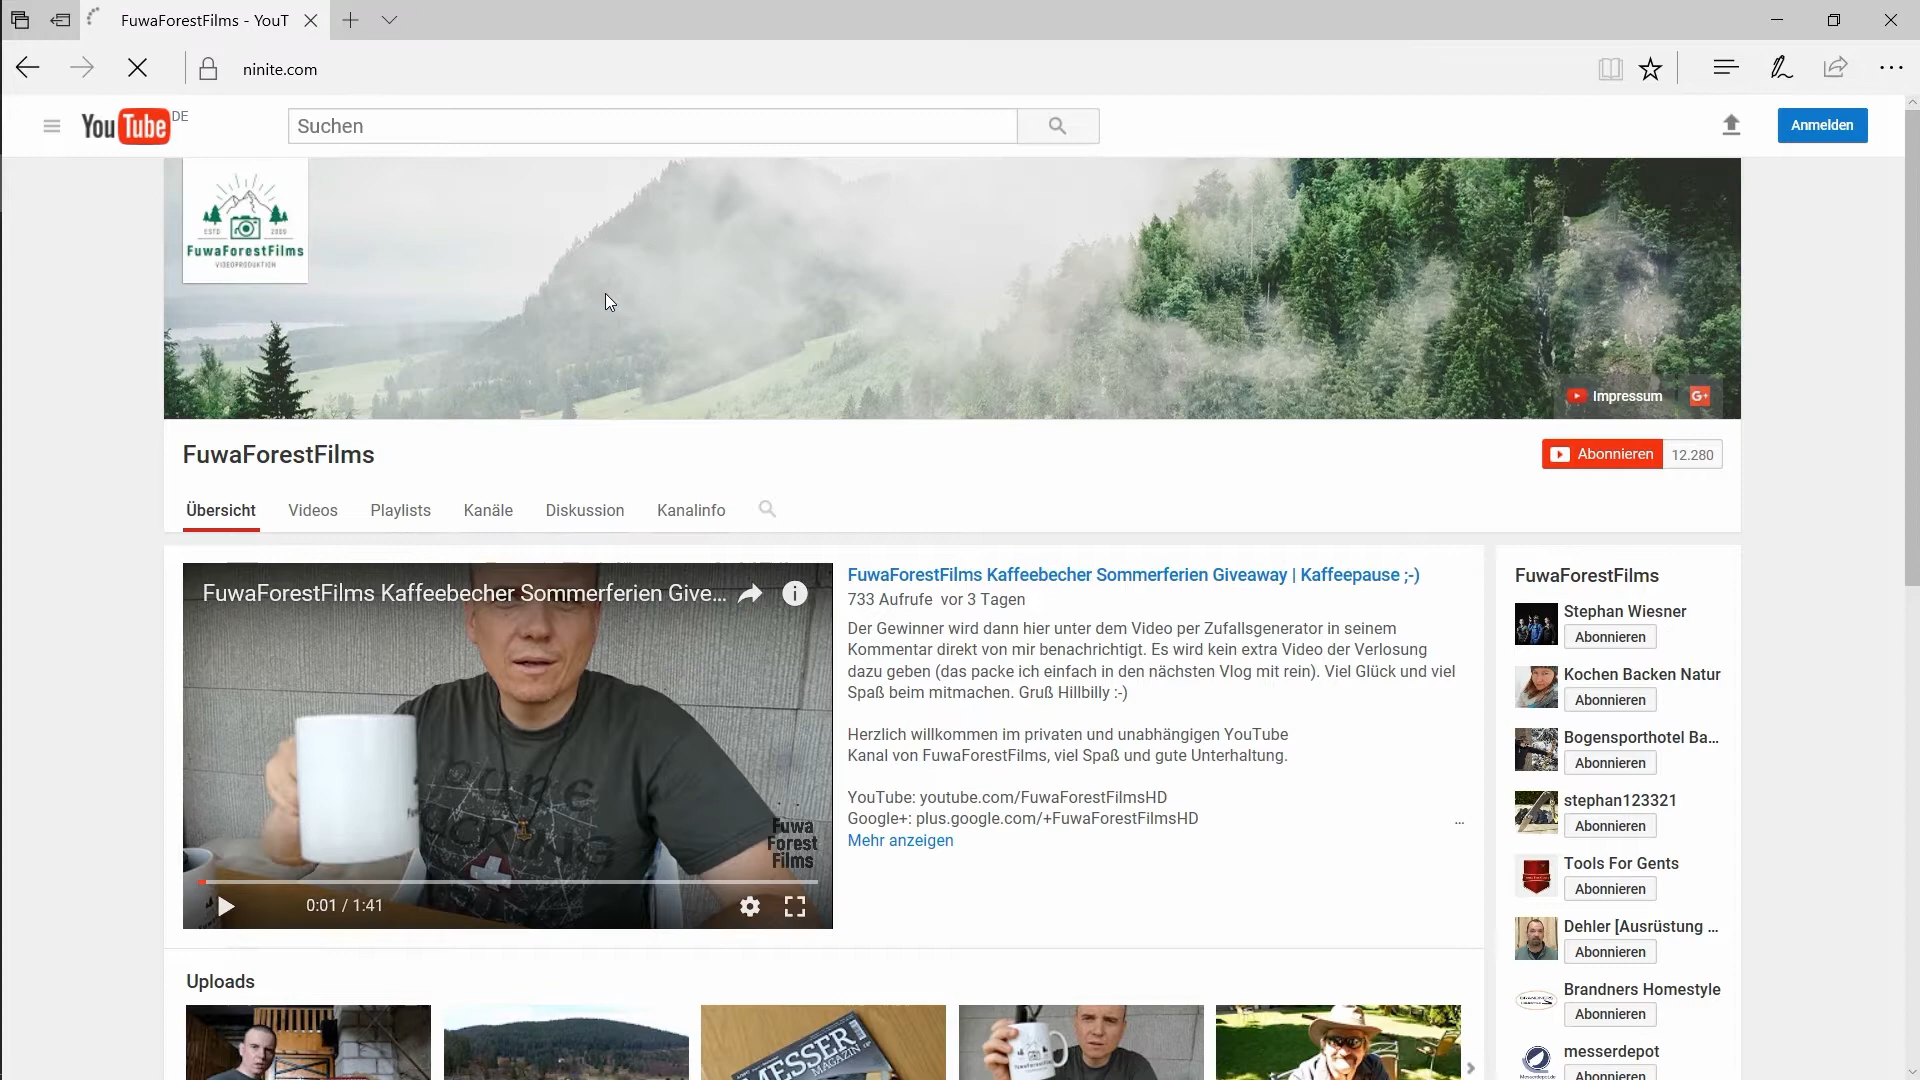 FuwaForestFilms - YouT
ninite.com
YouTube DE
Suchen
Anmelden
ESTD 2009
FuwaForestFilms
VIDEOPRODUKTION
Impressum
G+
FuwaForestFilms
Abonnieren 12.280
Übersicht Videos Playlists Kanäle Diskussion Kanalinfo
FuwaForestFilms Kaffeebecher Sommerferien Give...
PURE
FUCKING
Fuwa
Forest
Films
0:01 / 1:41
FuwaForestFilms Kaffeebecher Sommerferien Giveaway | Kaffeepause ;-)
733 Aufrufe vor 3 Tagen
Der Gewinner wird dann hier unter dem Video per Zufallsgenerator in seinem
Kommentar direkt von mir benachrichtigt. Es wird kein extra Video der Verlosung
dazu geben (das packe ich einfach in den nächsten Vlog mit rein). Viel Glück und viel
Spaß beim mitmachen. Gruß Hillbilly :-)
Herzlich willkommen im privaten und unabhängigen YouTube
Kanal von FuwaForestFilms, viel Spaß und gute Unterhaltung.
YouTube: youtube.com/FuwaForestFilmsHD
Google+: plus.google.com/+FuwaForestFilmsHD
...
Mehr anzeigen
FuwaForestFilms
Stephan Wiesner
Abonnieren
Kochen Backen Natur
Abonnieren
Bogensporthotel Ba...
Abonnieren
stephan123321
Abonnieren
Tools For Gents
Abonnieren
Dehler [Ausrüstung ...
Abonnieren
Brandners Homestyle
Abonnieren
messerdepot
Abonnieren
Uploads
MESSER
MAGAZIN